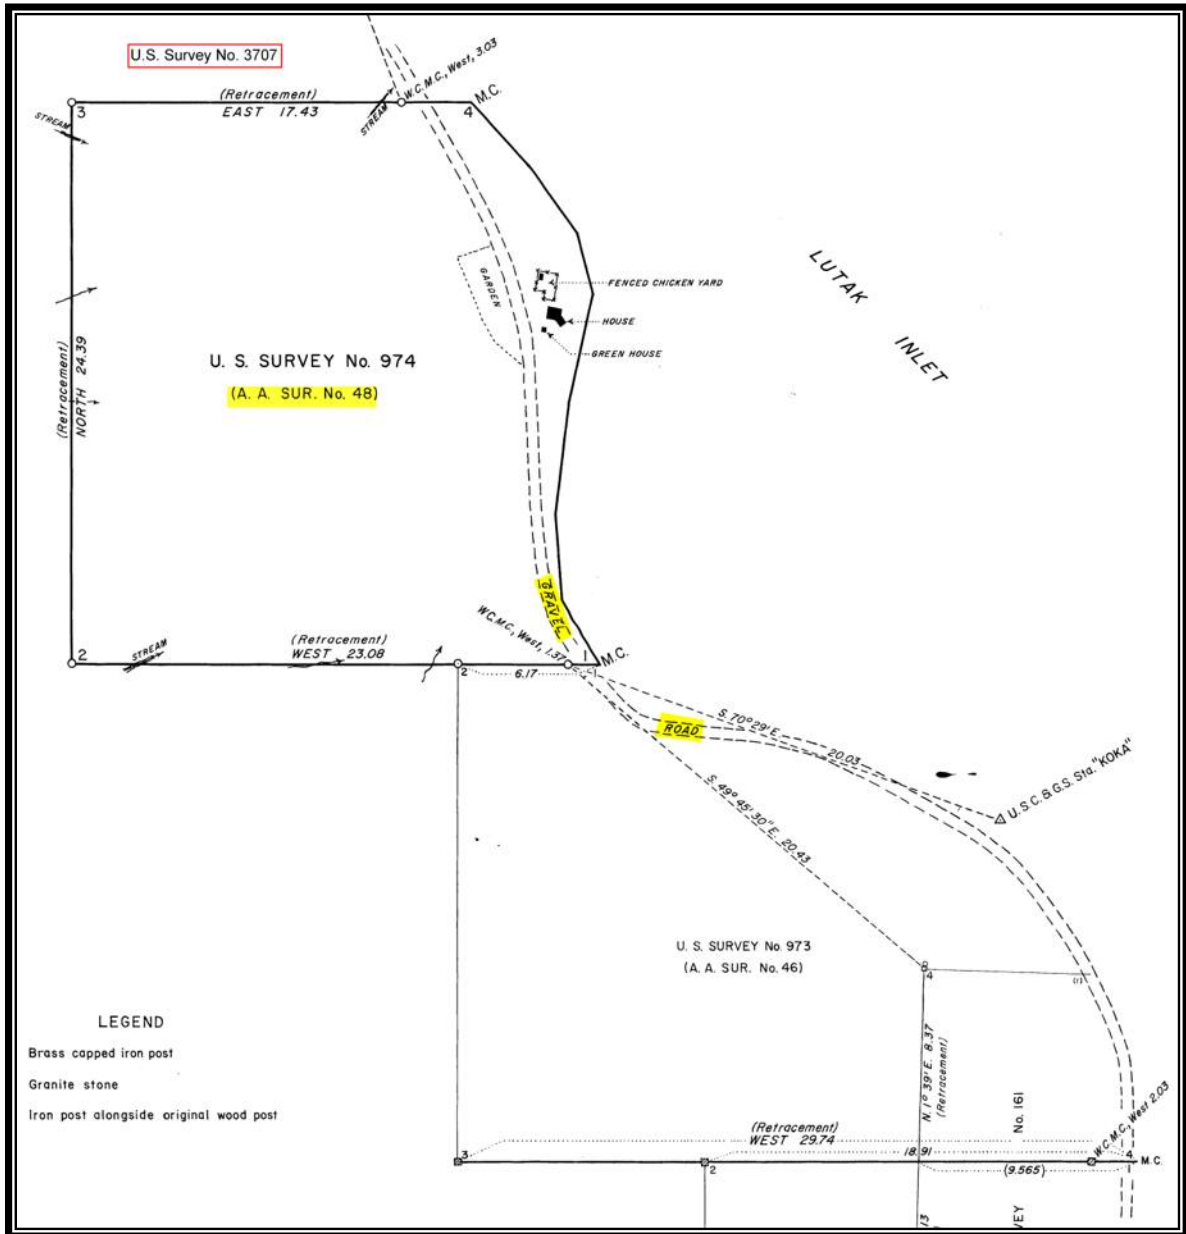 U.S. Survey No. 3707
W.C.M.C., West, 3.03
(Retracement)
EAST 17.43
3
4
M.C.
STREAM
STREAM
LUTAK
INLET
GARDEN
FENCED CHICKEN YARD
HOUSE
GREEN HOUSE
(Retracement)
NORTH 24.39
U. S. SURVEY No. 974
(A. A. SUR. No. 48)
GRAVEL
W.C.M.C., West, 1.37
(Retracement)
WEST 23.08
STREAM
2
2
6.17
1
M.C.
ROAD
S. 70° 29' E.
20.03
U.S.C. & G.S. Sta. "KOKA"
S. 49° 45' 30" E. 20.43
U. S. SURVEY No. 973
(A. A. SUR. No. 46)
4
(1)
LEGEND
Brass capped iron post
Granite stone
Iron post alongside original wood post
N. 1° 39' E. 8.37
(Retracement)
No. 161
W.C.M.C., West 2.03
(Retracement)
WEST 29.74
18.91
3
2
(9.565)
4
M.C.
13
VEY